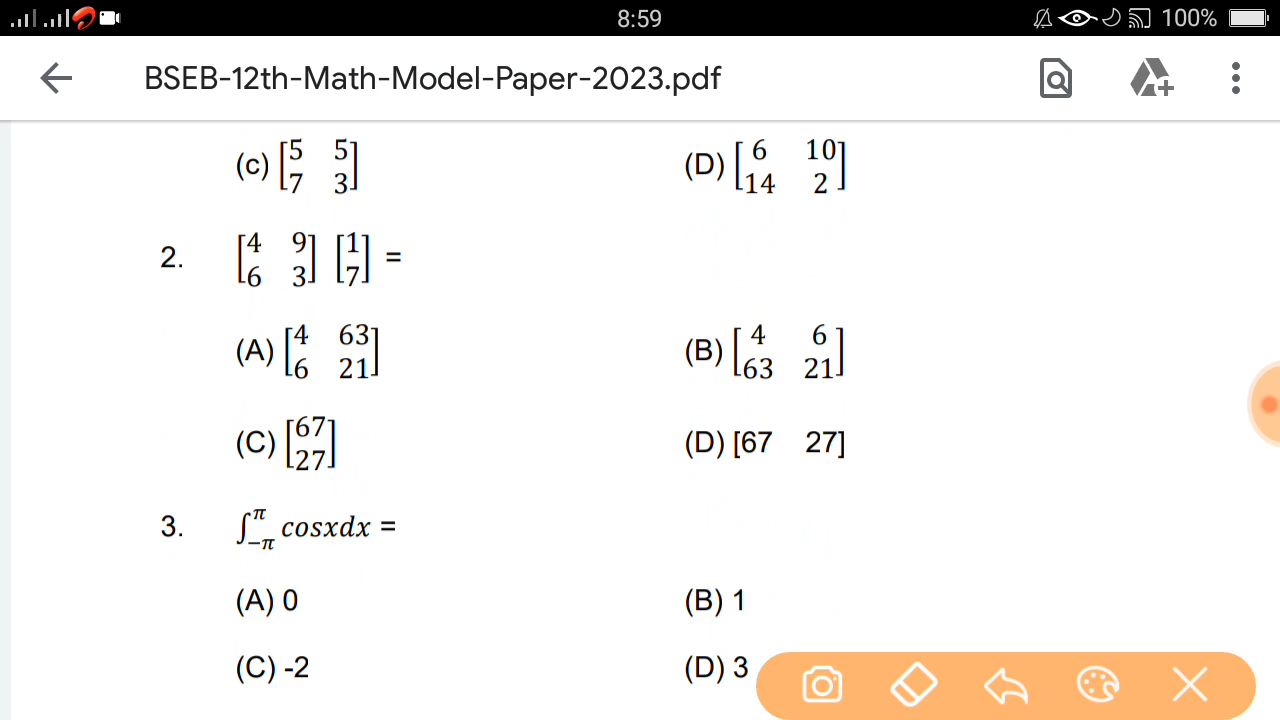 8:59 100%
BSEB-12th-Math-Model-Paper-2023.pdf
(c) [5 5 (D) [6 10
7 3] 14 2]
2. [4 9 [1 =
6 3] 7]
(A) [4 63 (B) [4 6
6 21] 63 21]
(C) [67 (D) [67 27]
27]
3. ∫_{-π}^{π} cosxdx =
(A) 0 (B) 1
(C) -2 (D) 3